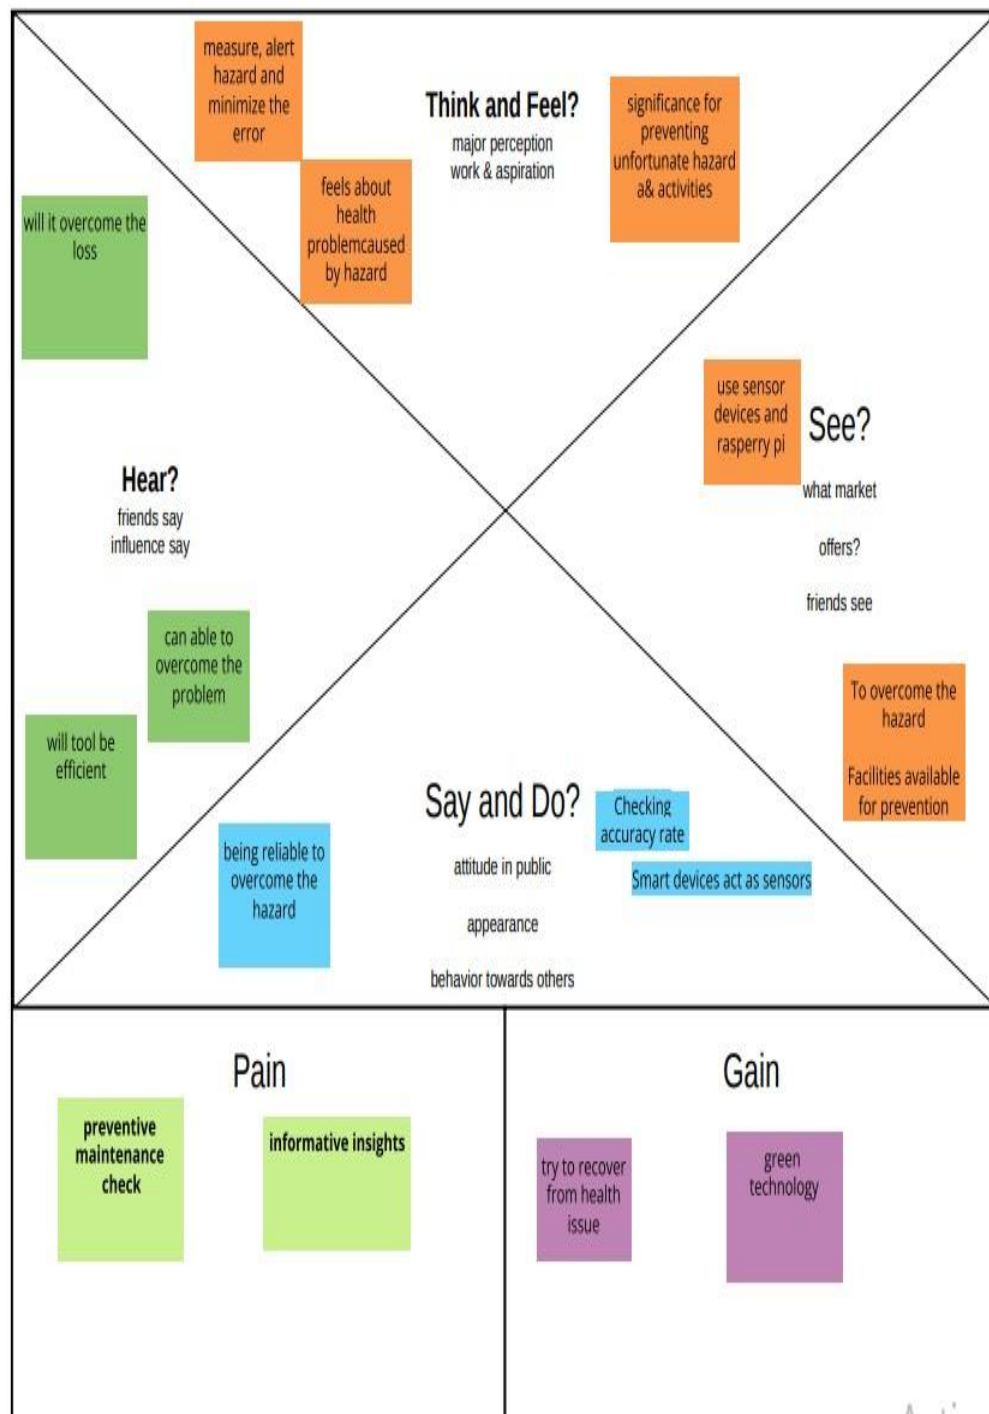 measure, alert
hazard and
minimize the
error
Think and Feel?
major perception
work & aspiration
significance for
preventing
unfortunate hazard
a& activities
feels about
health
problemcaused
by hazard
will it overcome the
loss
use sensor
devices and
rasperry pi
See?
what market
offers?
friends see
Hear?
friends say
influence say
can able to
overcome the
problem
will tool be
efficient
To overcome the
hazard
Facilities available
for prevention
Say and Do?
attitude in public
appearance
behavior towards others
Checking
accuracy rate
Smart devices act as sensors
being reliable to
overcome the
hazard
Pain
preventive
maintenance
check
informative insights
Gain
try to recover
from health
issue
green
technology